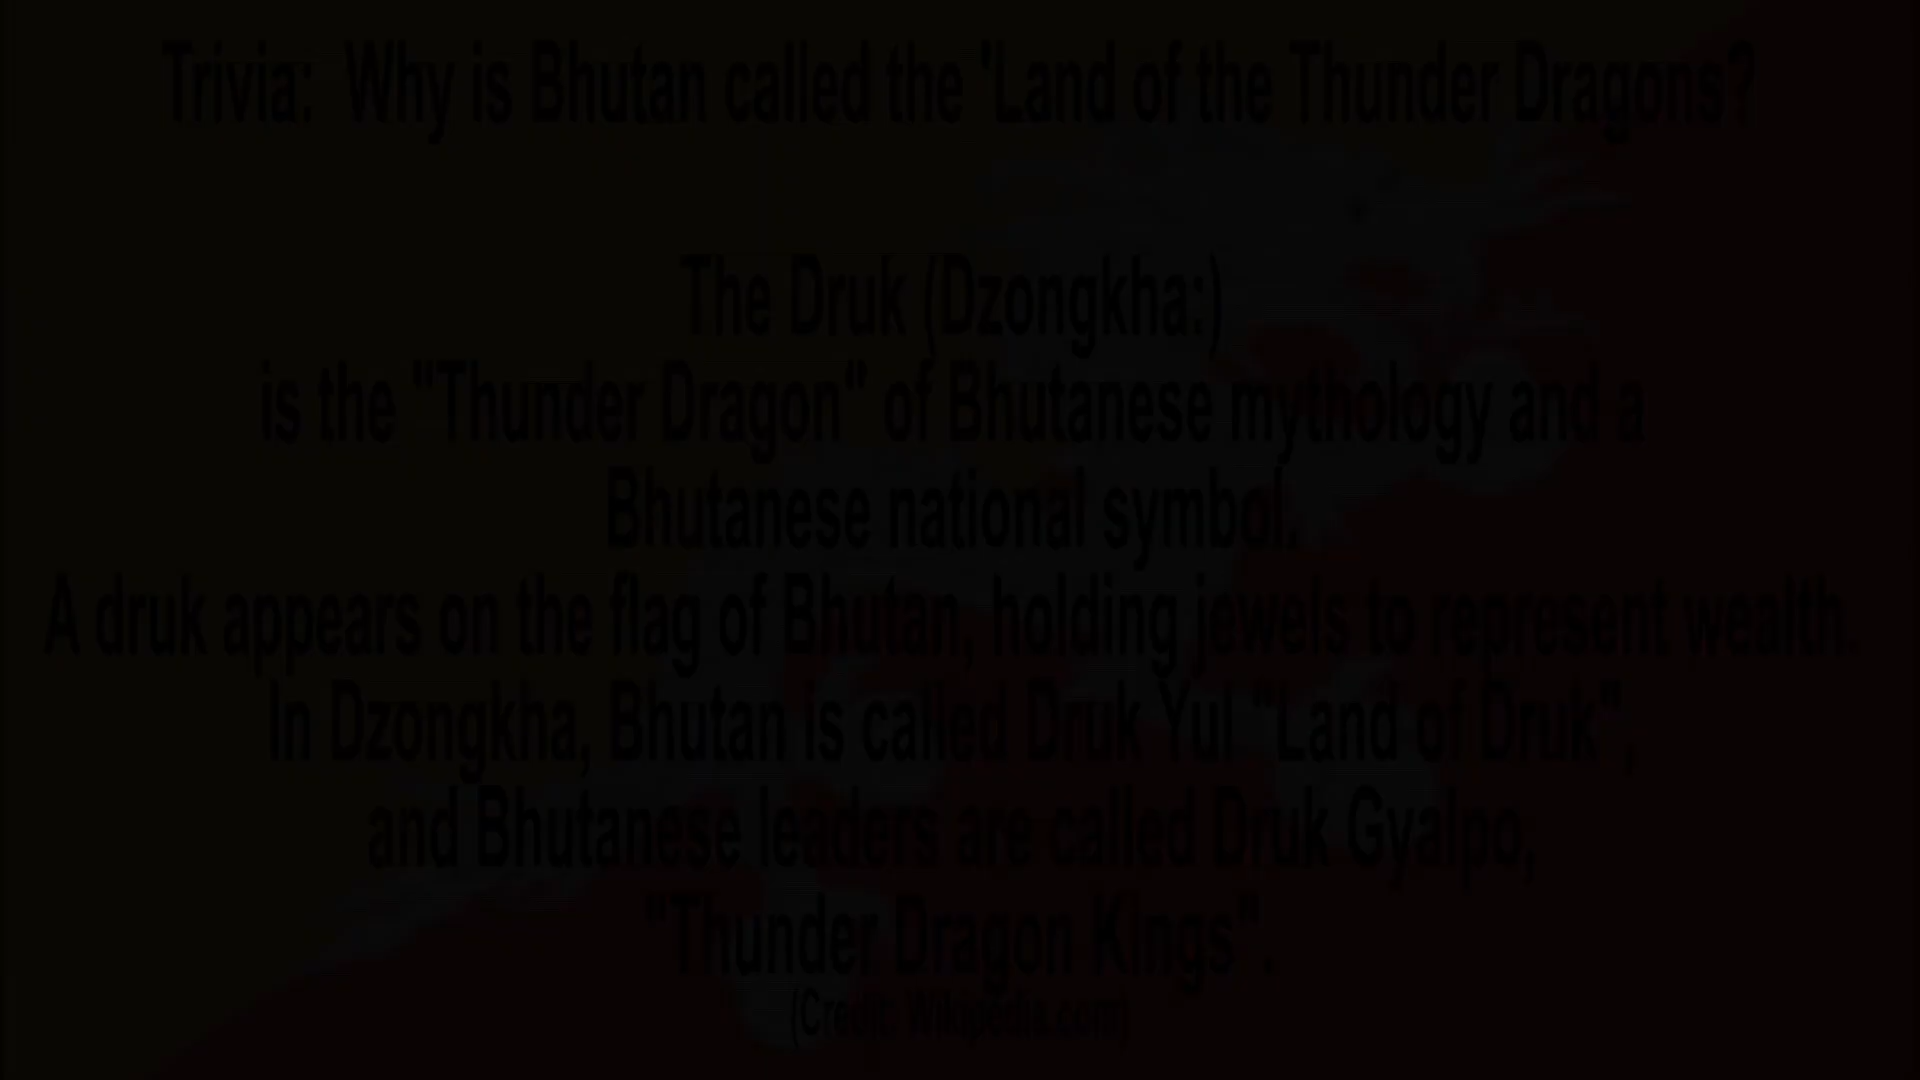 Trivia: Why is Bhutan called the 'Land of the Thunder Dragons?
The Druk (Dzongkha:)
is the "Thunder Dragon" of Bhutanese mythology and a
Bhutanese national symbol.
A druk appears on the flag of Bhutan, holding jewels to represent wealth.
In Dzongkha, Bhutan is called Druk Yul "Land of Druk",
and Bhutanese leaders are called Druk Gyalpo,
"Thunder Dragon Kings".
(Credit: Wikipedia.com)